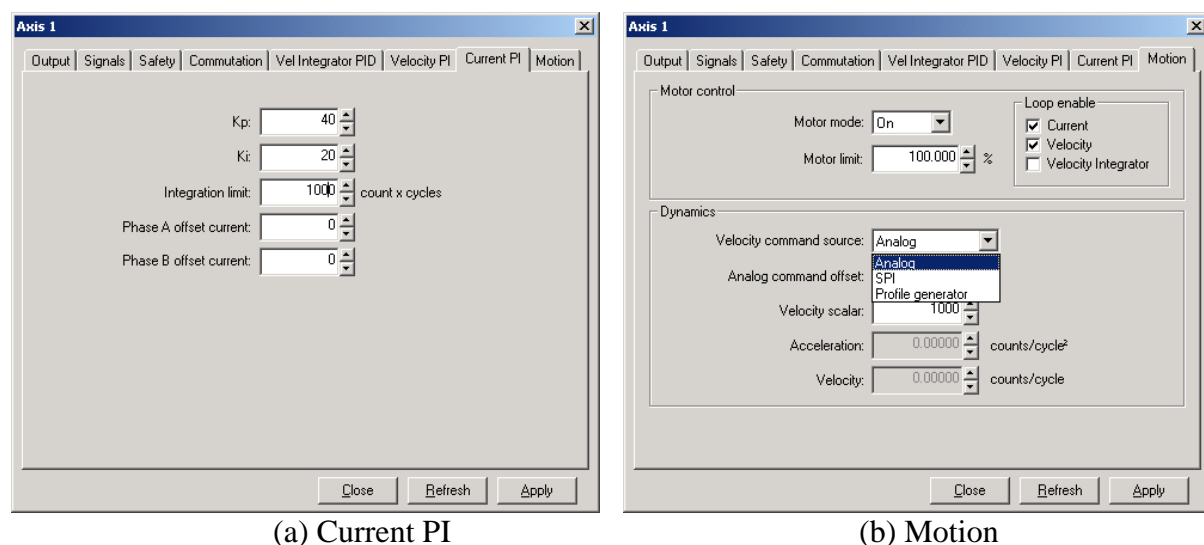 Axis 1
Output Signals Safety Commutation Vel Integrator PID Velocity PI Current PI Motion
Kp: 40
Ki: 20
Integration limit: 1000 count x cycles
Phase A offset current: 0
Phase B offset current: 0
Close Refresh Apply
(a) Current PI
Axis 1
Output Signals Safety Commutation Vel Integrator PID Velocity PI Current PI Motion
Motor control
Motor mode: On
Motor limit: 100.000 %
Loop enable
Current
Velocity
Velocity Integrator
Dynamics
Velocity command source: Analog
Analog
Analog command offset:
SPI
Profile generator
Velocity scalar: 1000
Acceleration: 0.00000 counts/cycle²
Velocity: 0.00000 counts/cycle
Close Refresh Apply
(b) Motion